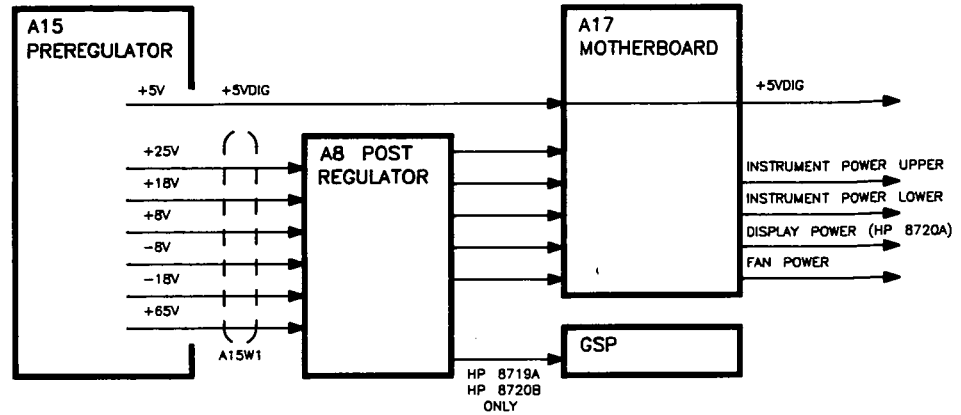 A15
PREREGULATOR
A17
MOTHERBOARD
+5V
+5VDIG
+5VDIG
+25V
A8 POST
REGULATOR
+18V
+8V
-8V
-18V
+65V
A15W1
INSTRUMENT POWER UPPER
INSTRUMENT POWER LOWER
DISPLAY POWER (HP 8720A)
FAN POWER
GSP
HP 8719A
HP 8720B
ONLY